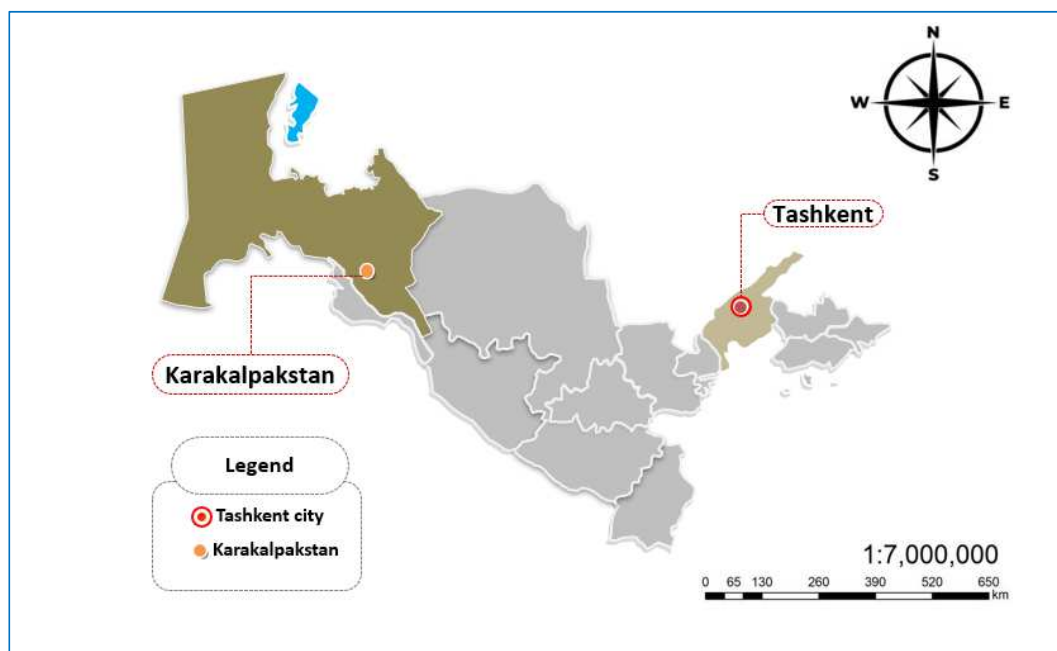 N
W E
S
Tashkent
Karakalpakstan
Legend
Tashkent city
Karakalpakstan
1:7,000,000
0 65 130 260 390 520 650
km